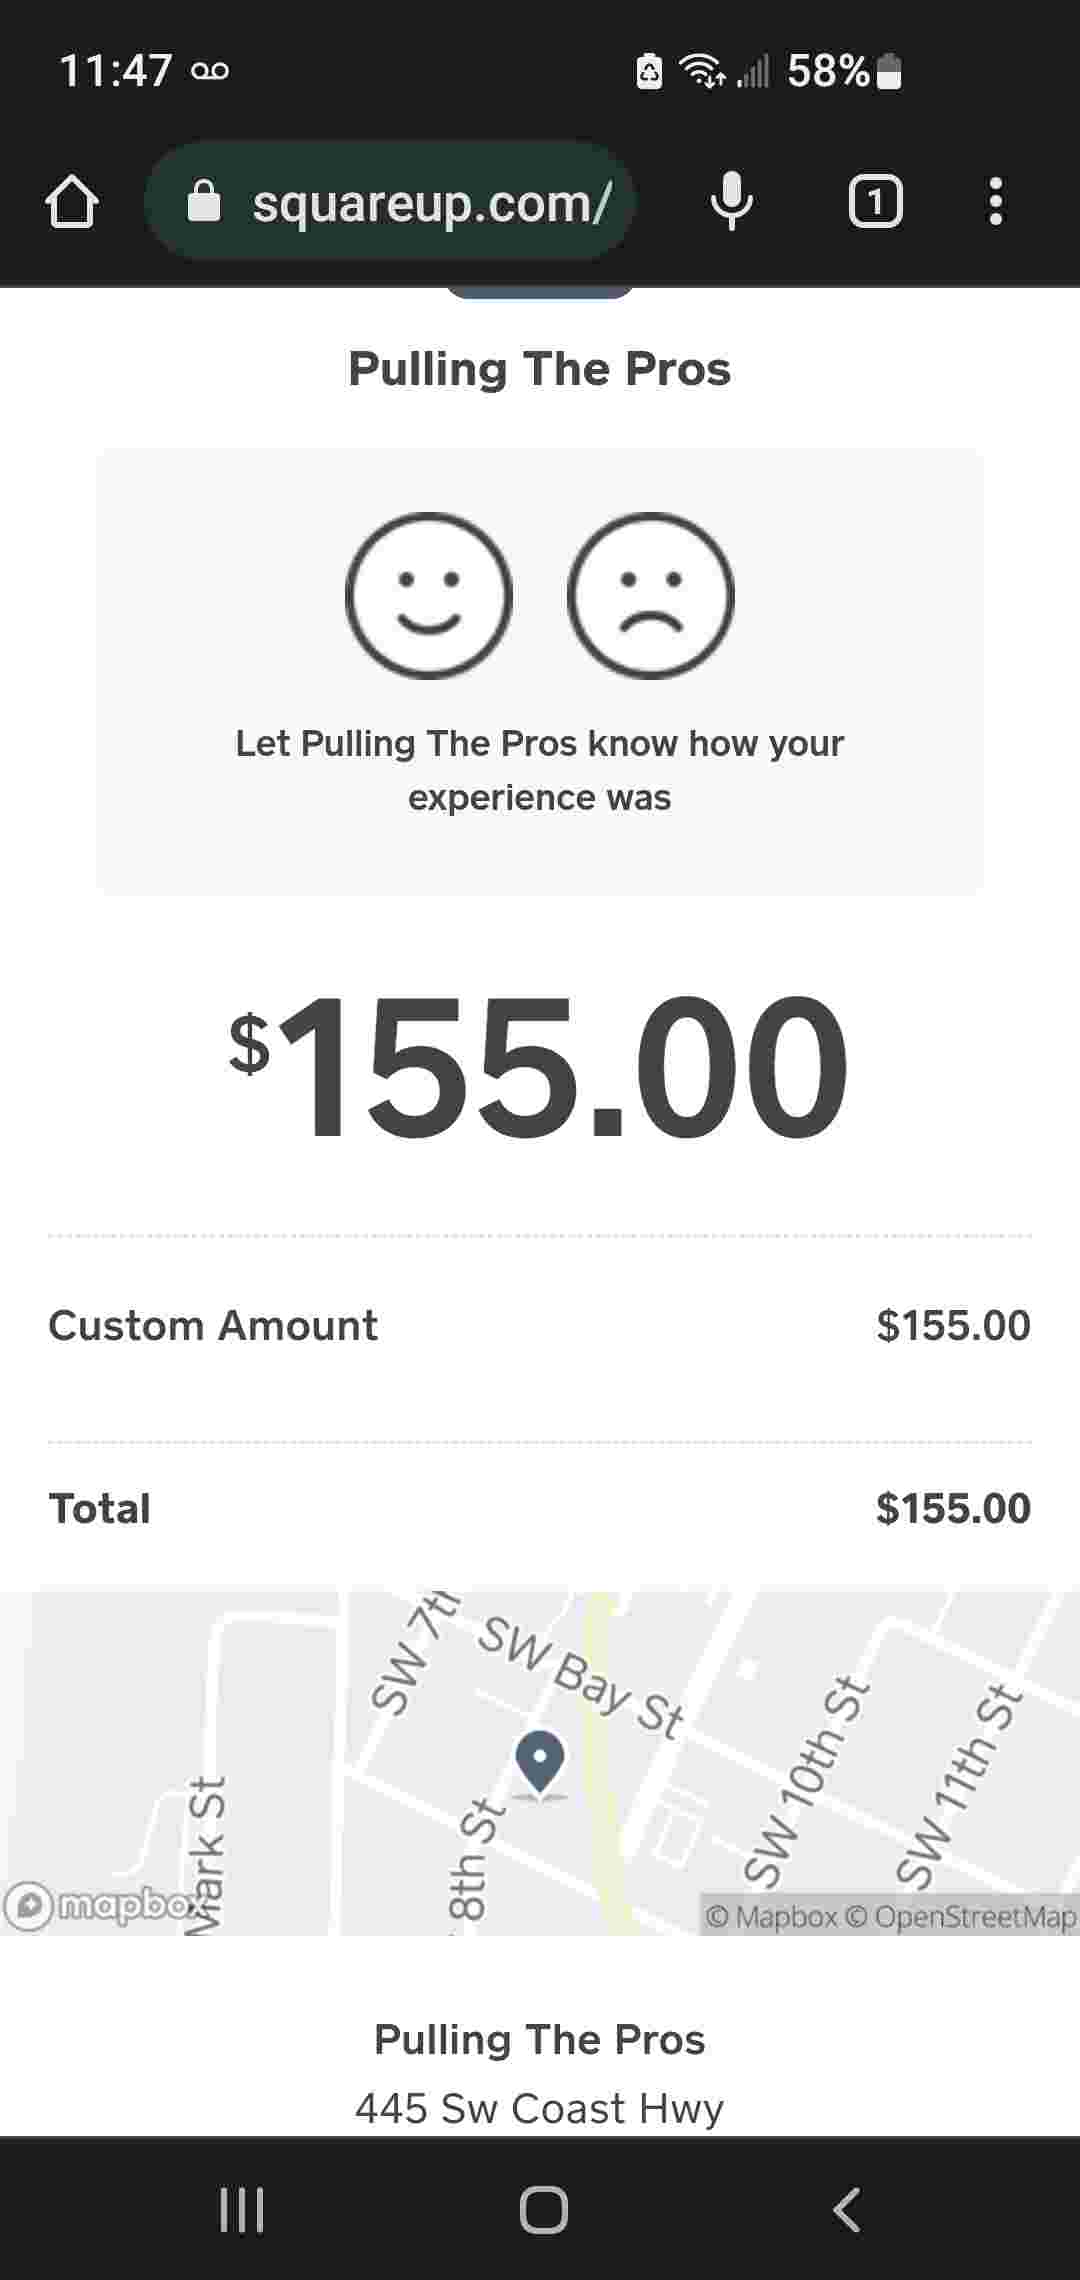 11:47
58%
squareup.com/
1
Pulling The Pros
Let Pulling The Pros know how your
experience was
$155.00
Custom Amount $155.00
Total $155.00
SW 7th
SW Bay St
SW 10th St
SW 11th St
8th St
Mark St
mapbox
© Mapbox © OpenStreetMap
Pulling The Pros
445 Sw Coast Hwy